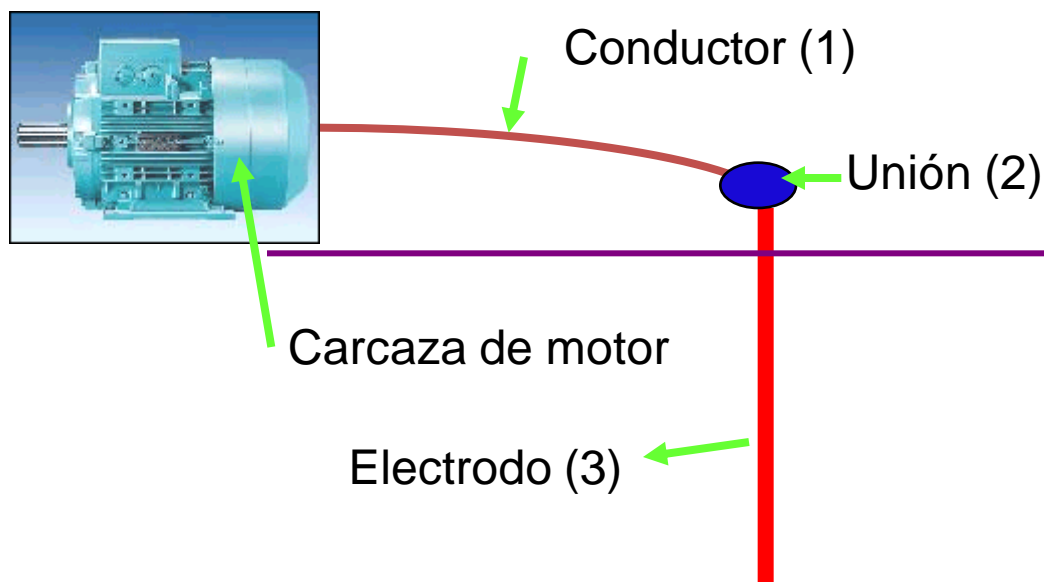 Conductor (1)
Unión (2)
Carcaza de motor
Electrodo (3)